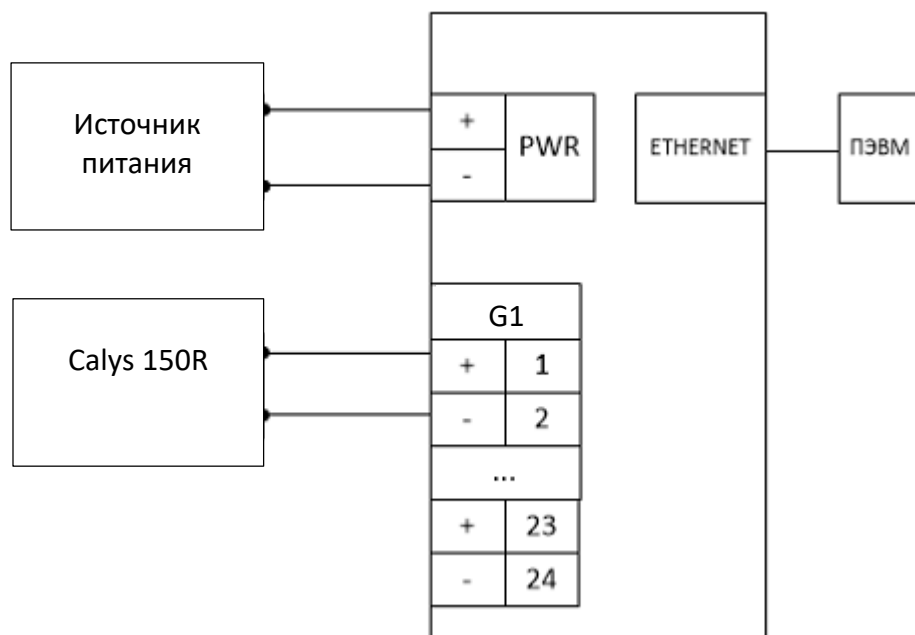 Источник
питания
+
-
PWR
ETHERNET
ПЭВМ
Calys 150R
G1
+ 1
- 2
...
+ 23
- 24